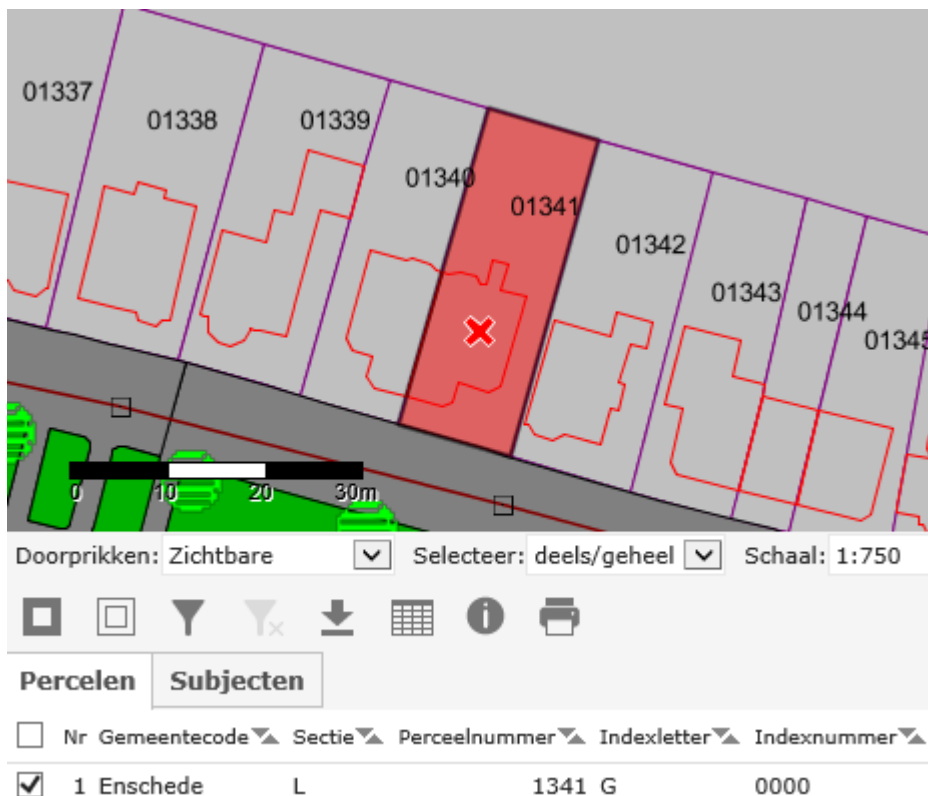 01337
01338
01339
01340
01341
01342
01343
01344
01345
0 10 20 30m
Doorprikken: Zichtbare Selecteer: deels/geheel Schaal: 1:750
Percelen Subjecten
Nr Gemeentecode Sectie Perceelnummer Indexletter Indexnummer
1 Enschede L 1341 G 0000